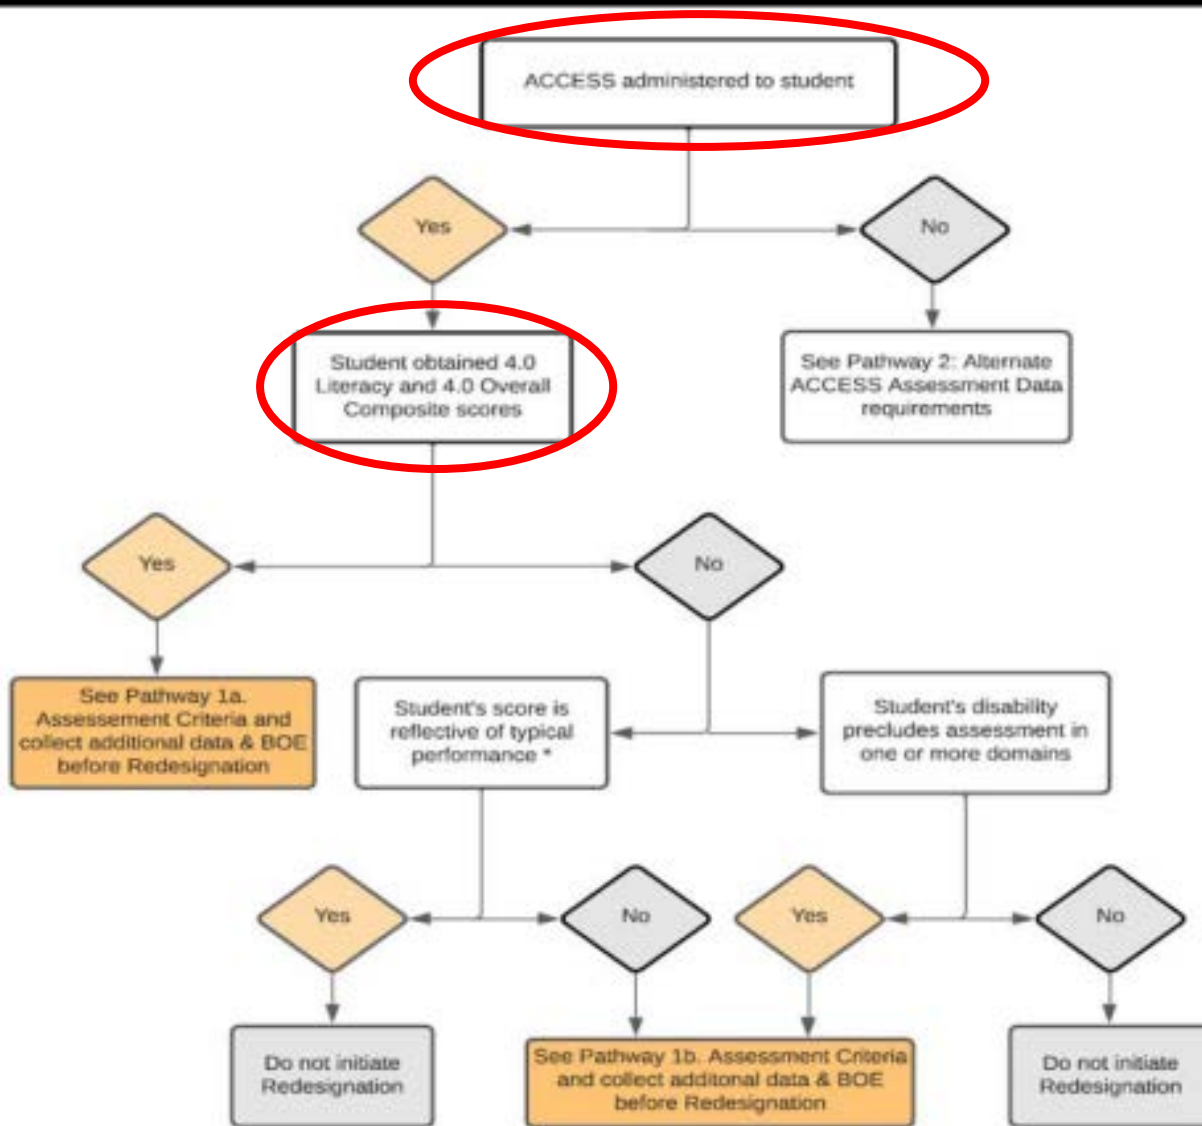 ACCESS administered to student
Yes
No
Student obtained 4.0
Literacy and 4.0 Overall
Composite scores
See Pathway 2: Alternate
ACCESS Assessment Data
requirements
Yes
No
See Pathway 1a.
Assessement Criteria and
collect additional data & BOE
before Redesignation
Student's score is
reflective of typical
performance *
Student's disability
precludes assessment in
one or more domains
Yes
No
Yes
No
Do not initiate
Redesignation
See Pathway 1b. Assessment Criteria
and collect additonal data & BOE
before Redesignation
Do not initiate
Redesignation